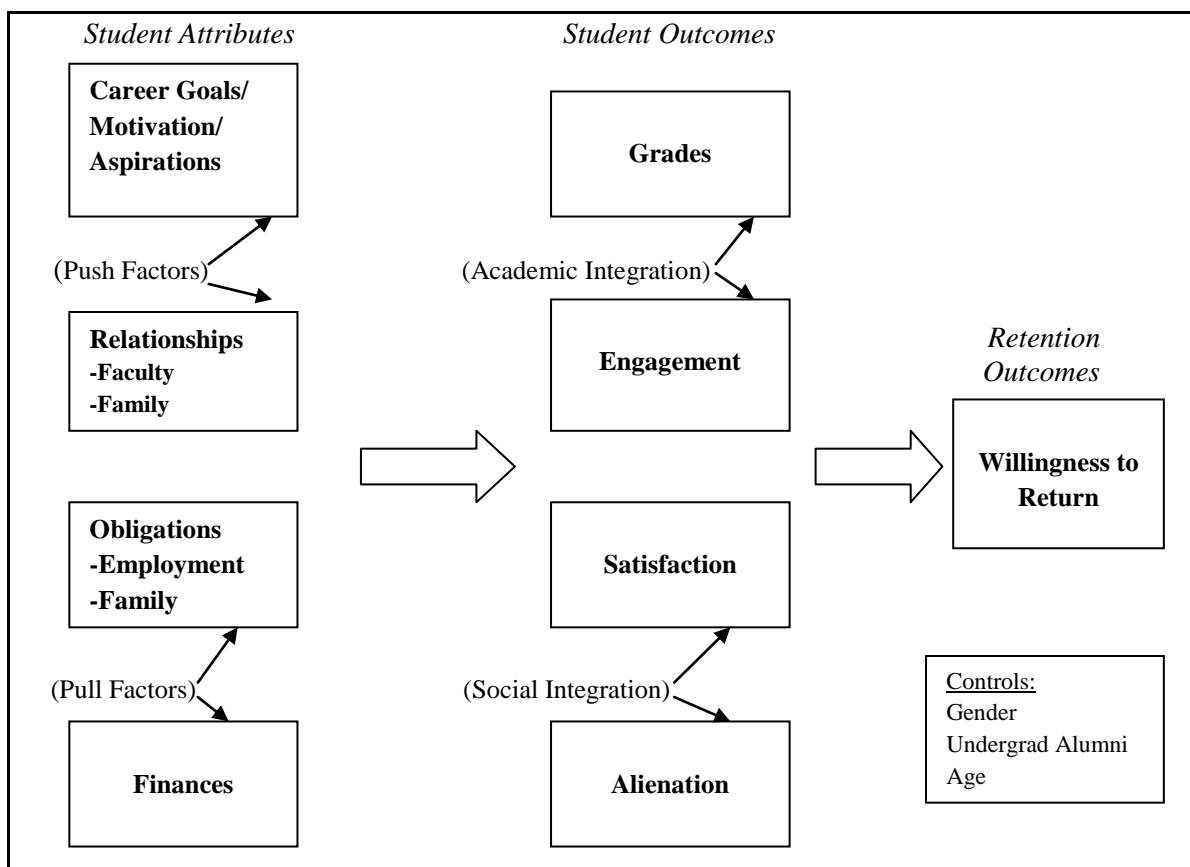 Student Attributes
Career Goals/
Motivation/
Aspirations
(Push Factors)
Relationships
-Faculty
-Family
Obligations
-Employment
-Family
(Pull Factors)
Finances
Student Outcomes
Grades
(Academic Integration)
Engagement
Satisfaction
(Social Integration)
Alienation
Retention
Outcomes
Willingness to
Return
Controls:
Gender
Undergrad Alumni
Age